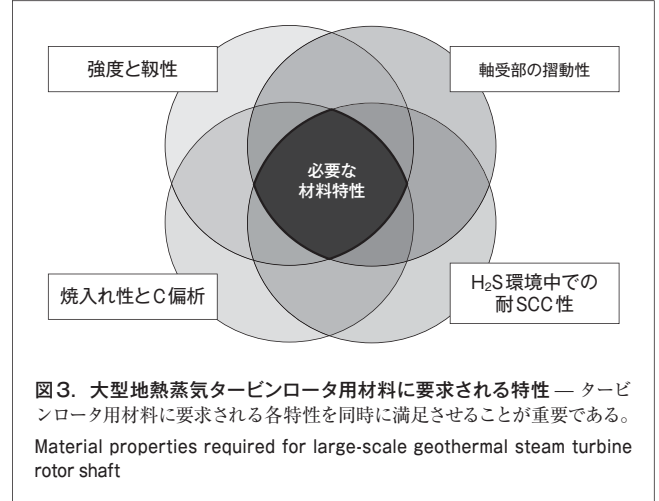 強度と靱性
軸受部の摺動性
必要な
材料特性
焼入れ性とC偏析
H₂S環境中での
耐SCC性
図3．大型地熱蒸気タービンロータ用材料に要求される特性 — タービ
ンロータ用材料に要求される各特性を同時に満足させることが重要である。
Material properties required for large-scale geothermal steam turbine
rotor shaft